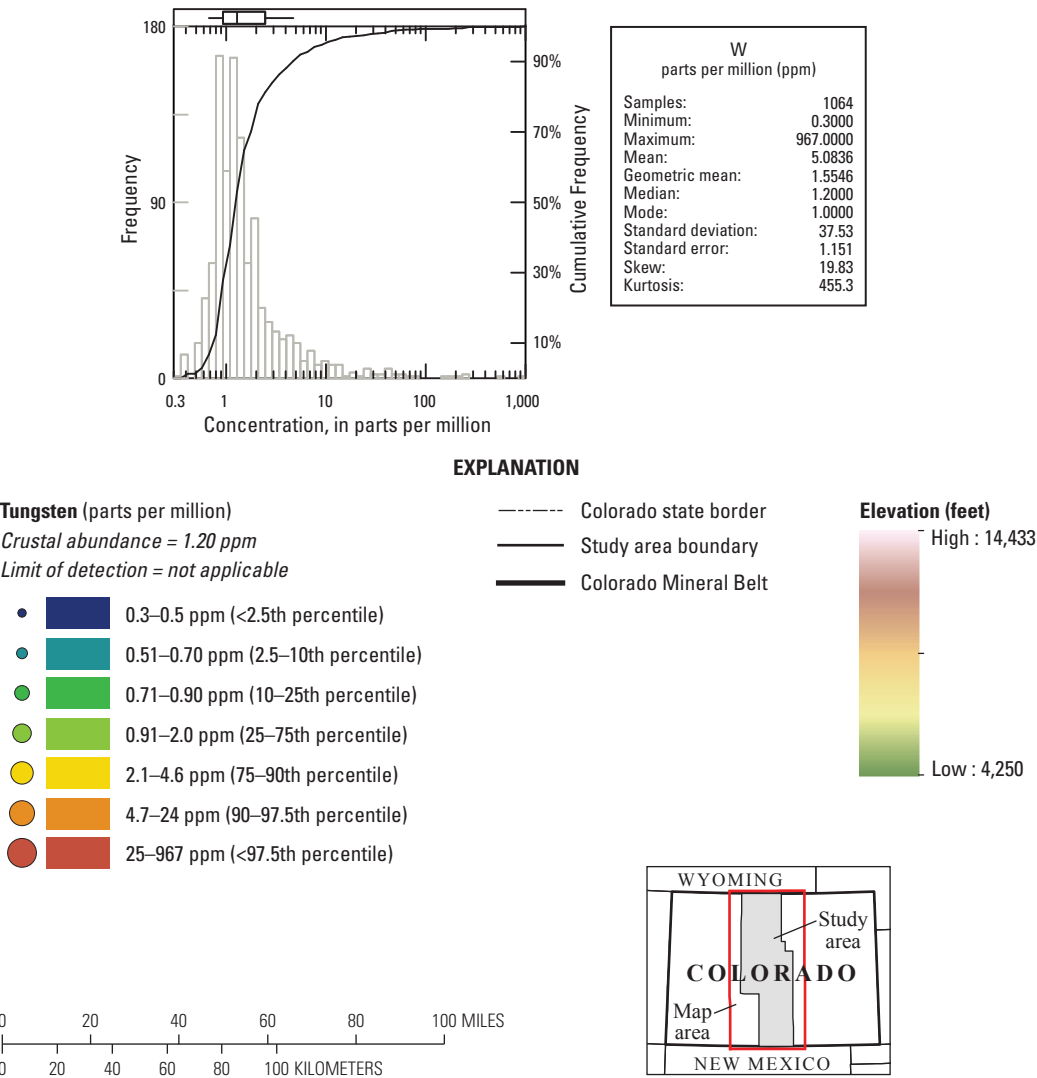 180
90
0
Frequency
90%
70%
50%
30%
10%
Cumulative Frequency
0.3 1 10 100 1,000
Concentration, in parts per million
W
parts per million (ppm)
Samples: 1064
Minimum: 0.3000
Maximum: 967.0000
Mean: 5.0836
Geometric mean: 1.5546
Median: 1.2000
Mode: 1.0000
Standard deviation: 37.53
Standard error: 1.151
Skew: 19.83
Kurtosis: 455.3
EXPLANATION
Tungsten (parts per million)
Crustal abundance = 1.20 ppm
Limit of detection = not applicable
0.3–0.5 ppm (<2.5th percentile)
0.51–0.70 ppm (2.5–10th percentile)
0.71–0.90 ppm (10–25th percentile)
0.91–2.0 ppm (25–75th percentile)
2.1–4.6 ppm (75–90th percentile)
4.7–24 ppm (90–97.5th percentile)
25–967 ppm (<97.5th percentile)
Colorado state border
Study area boundary
Colorado Mineral Belt
Elevation (feet)
High : 14,433
Low : 4,250
WYOMING
Study
area
COLORADO
Map
area
NEW MEXICO
0 20 40 60 80 100 MILES
0 20 40 60 80 100 KILOMETERS